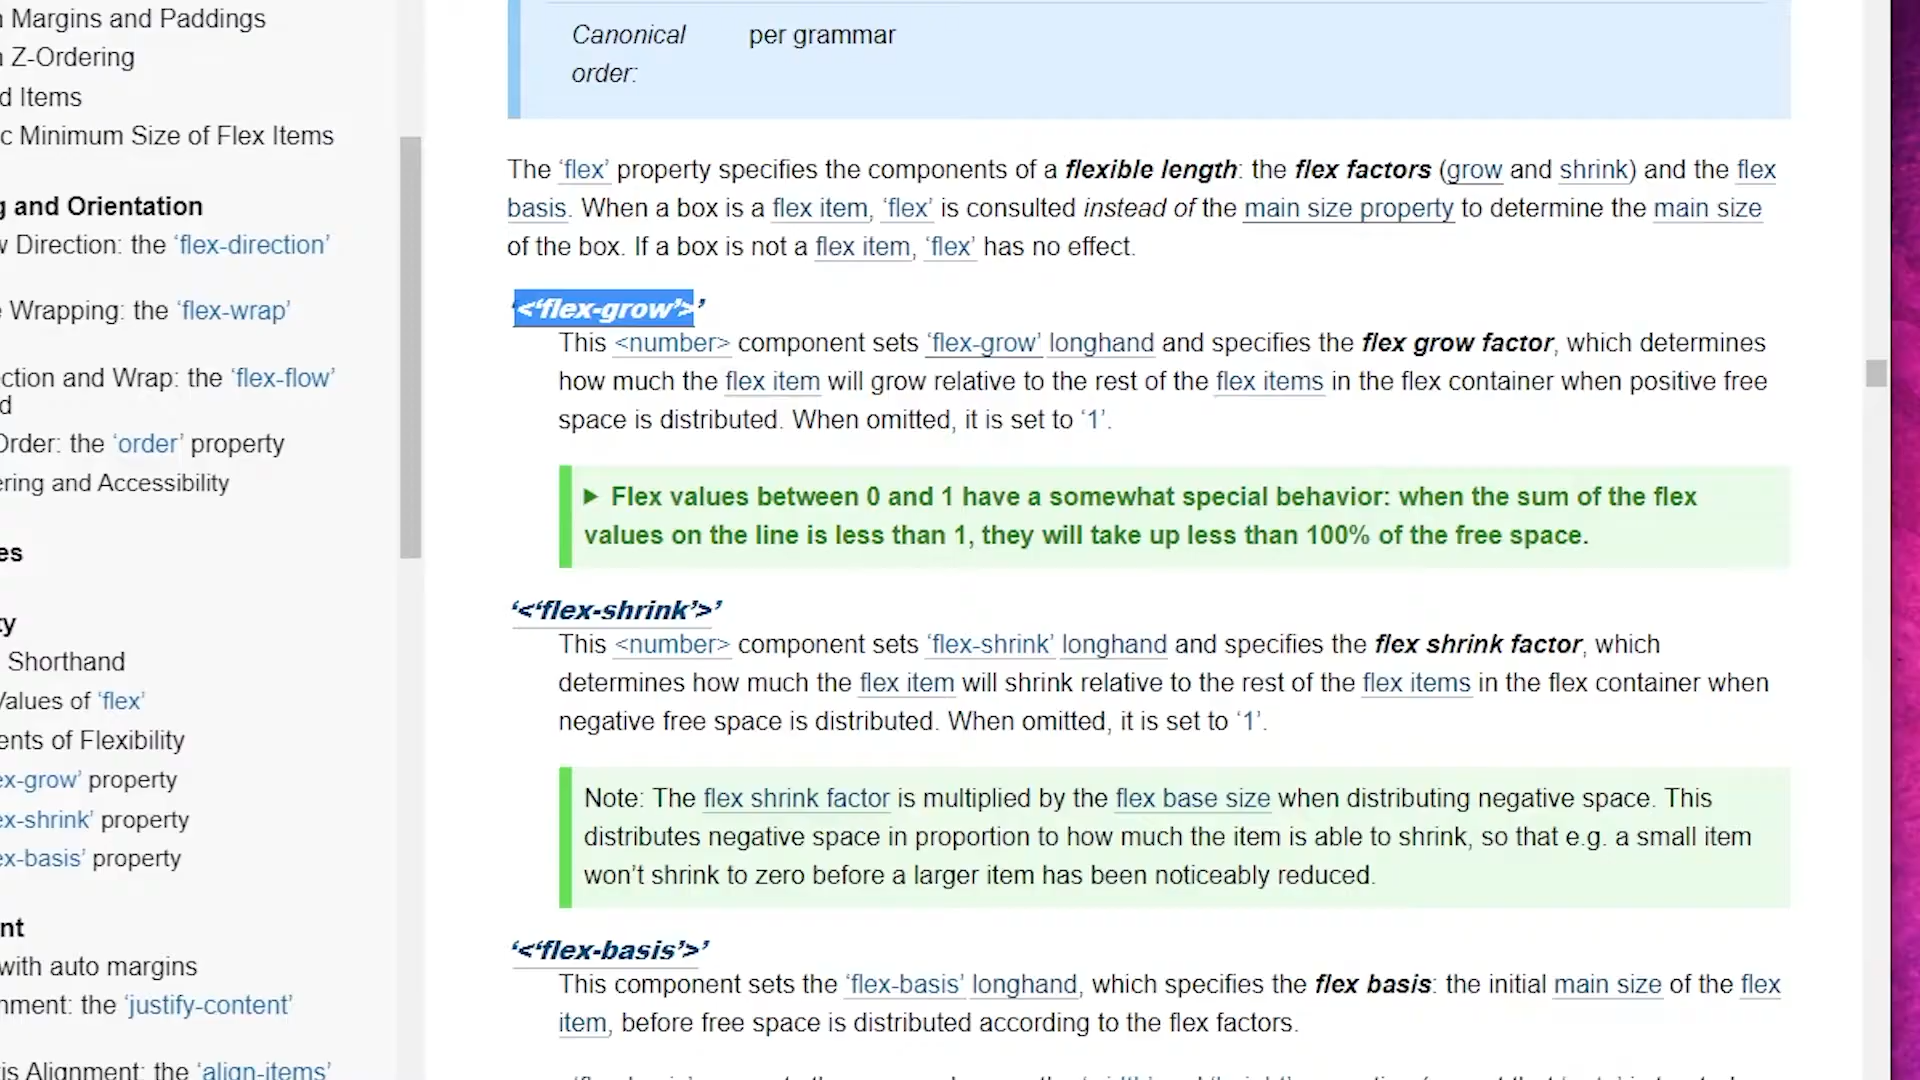 Margins and Paddings
Z-Ordering
d Items
c Minimum Size of Flex Items
g and Orientation
w Direction: the ‘flex-direction’
e Wrapping: the ‘flex-wrap’
ction and Wrap: the ‘flex-flow’
d
Order: the ‘order’ property
ering and Accessibility
es
ty
Shorthand
Values of ‘flex’
ents of Flexibility
ex-grow’ property
ex-shrink’ property
ex-basis’ property
nt
with auto margins
nment: the ‘justify-content’
is Alignment: the ‘align-items’
Canonical per grammar
order:
The ‘flex’ property specifies the components of a flexible length: the flex factors (grow and shrink) and the flex
basis. When a box is a flex item, ‘flex’ is consulted instead of the main size property to determine the main size
of the box. If a box is not a flex item, ‘flex’ has no effect.
‘<‘flex-grow’>’
This <number> component sets ‘flex-grow’ longhand and specifies the flex grow factor, which determines
how much the flex item will grow relative to the rest of the flex items in the flex container when positive free
space is distributed. When omitted, it is set to ‘1’.
▶ Flex values between 0 and 1 have a somewhat special behavior: when the sum of the flex
values on the line is less than 1, they will take up less than 100% of the free space.
‘<‘flex-shrink’>’
This <number> component sets ‘flex-shrink’ longhand and specifies the flex shrink factor, which
determines how much the flex item will shrink relative to the rest of the flex items in the flex container when
negative free space is distributed. When omitted, it is set to ‘1’.
Note: The flex shrink factor is multiplied by the flex base size when distributing negative space. This
distributes negative space in proportion to how much the item is able to shrink, so that e.g. a small item
won’t shrink to zero before a larger item has been noticeably reduced.
‘<‘flex-basis’>’
This component sets the ‘flex-basis’ longhand, which specifies the flex basis: the initial main size of the flex
item, before free space is distributed according to the flex factors.